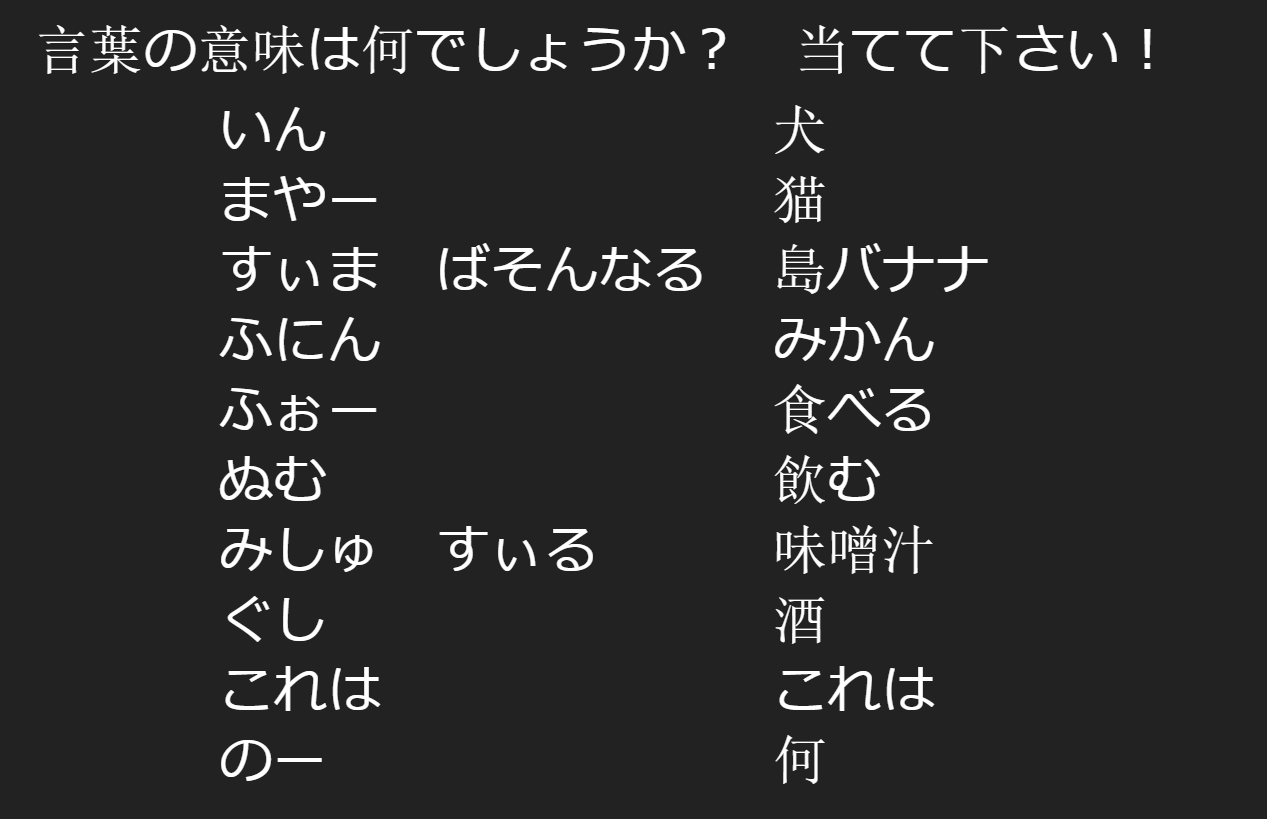 言葉の意味は何でしょうか？　当てて下さい！
いん　犬
まやー　猫
すぃま　ばそんなる　島バナナ
ふにん　みかん
ふぉー　食べる
ぬむ　飲む
みしゅ　すぃる　味噌汁
ぐし　酒
これは　これは
のー　何